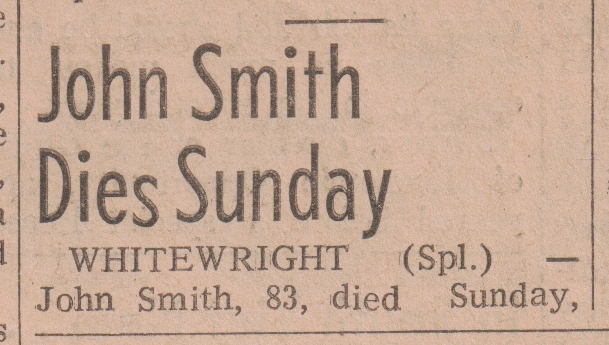 John Smith
Dies Sunday
WHITEWRIGHT (Spl.) —
John Smith, 83, died Sunday,